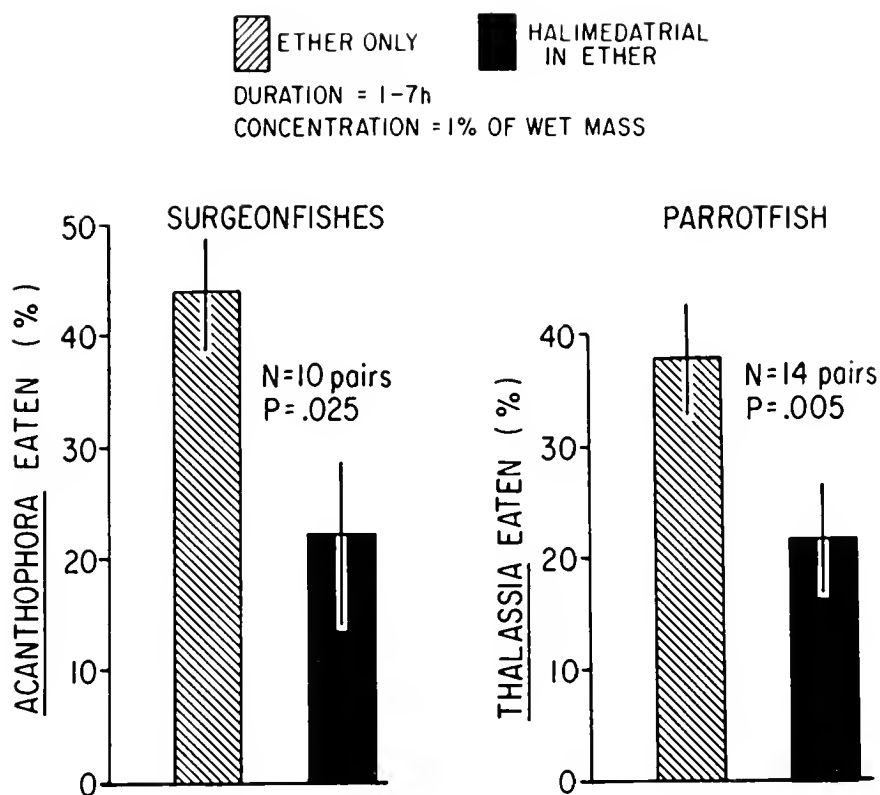 ETHER ONLY
HALIMEDATRIAL
IN ETHER
DURATION = 1-7h
CONCENTRATION = 1% OF WET MASS
SURGEONFISHES
ACANTHOPHORA EATEN (%)
50
40
30
20
10
0
N=10 pairs
P=.025
PARROTFISH
THALASSIA EATEN (%)
40
30
20
10
0
N=14 pairs
P=.005